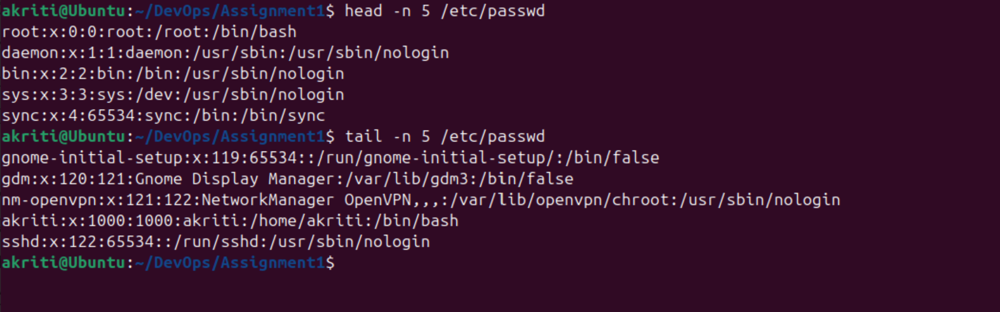 akriti@Ubuntu:~/DevOps/Assignment1$ head -n 5 /etc/passwd
root:x:0:0:root:/root:/bin/bash
daemon:x:1:1:daemon:/usr/sbin:/usr/sbin/nologin
bin:x:2:2:bin:/bin:/usr/sbin/nologin
sys:x:3:3:sys:/dev:/usr/sbin/nologin
sync:x:4:65534:sync:/bin:/bin/sync
akriti@Ubuntu:~/DevOps/Assignment1$ tail -n 5 /etc/passwd
gnome-initial-setup:x:119:65534::/run/gnome-initial-setup/:/bin/false
gdm:x:120:121:Gnome Display Manager:/var/lib/gdm3:/bin/false
nm-openvpn:x:121:122:NetworkManager OpenVPN,,,:/var/lib/openvpn/chroot:/usr/sbin/nologin
akriti:x:1000:1000:akriti:/home/akriti:/bin/bash
sshd:x:122:65534::/run/sshd:/usr/sbin/nologin
akriti@Ubuntu:~/DevOps/Assignment1$